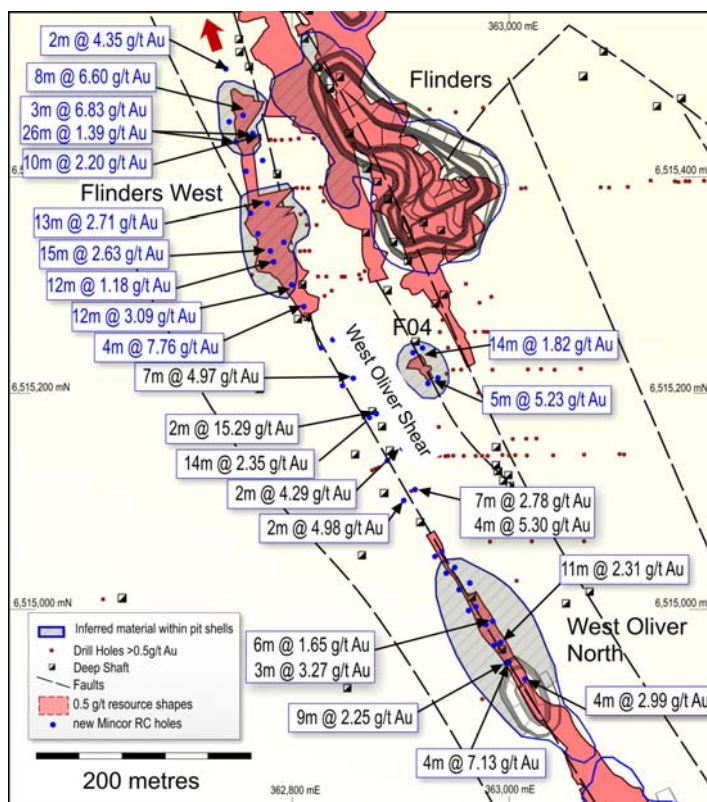 363,000 mE
2m @ 4.35 g/t Au
8m @ 6.60 g/t Au
Flinders
3m @ 6.83 g/t Au
26m @ 1.39 g/t Au
10m @ 2.20 g/t Au
6,515,400 mN
Flinders West
13m @ 2.71 g/t Au
15m @ 2.63 g/t Au
12m @ 1.18 g/t Au
12m @ 3.09 g/t Au
4m @ 7.76 g/t Au
F04
14m @ 1.82 g/t Au
West Oliver Shear
7m @ 4.97 g/t Au
6,515,200 mN
6,515,200 mN
5m @ 5.23 g/t Au
2m @ 15.29 g/t Au
14m @ 2.35 g/t Au
2m @ 4.29 g/t Au
2m @ 4.98 g/t Au
7m @ 2.78 g/t Au
4m @ 5.30 g/t Au
11m @ 2.31 g/t Au
6,515,000 mN
6,515,000 mN
West Oliver
North
Inferred material within pit shells
Drill Holes >0.5g/t Au
Deep Shaft
Faults
0.5 g/t resource shapes
new Mincor RC holes
6m @ 1.65 g/t Au
3m @ 3.27 g/t Au
4m @ 2.99 g/t Au
9m @ 2.25 g/t Au
4m @ 7.13 g/t Au
200 metres
362,800 mE
363,000 mE